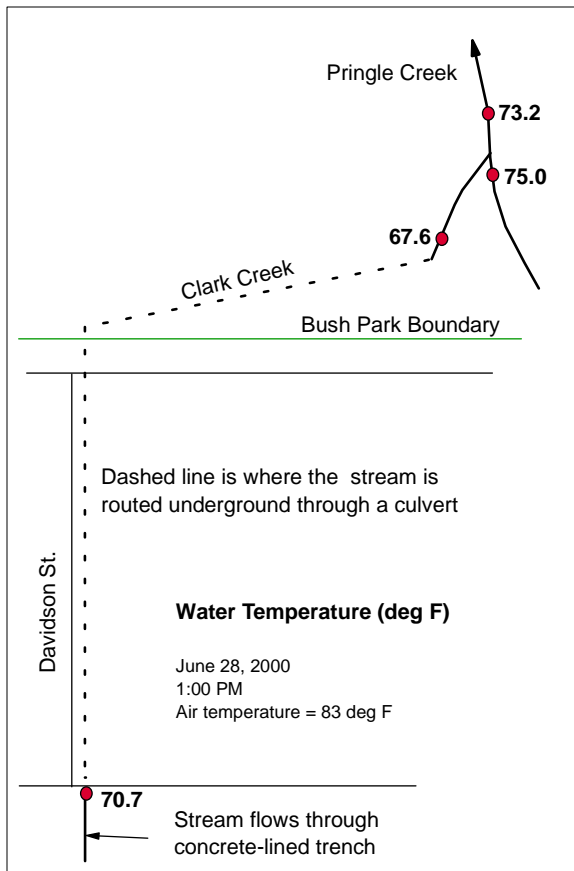 Pringle Creek
73.2
75.0
67.6
Clark Creek
Bush Park Boundary
Dashed line is where the stream is
routed underground through a culvert
Davidson St.
Water Temperature (deg F)
June 28, 2000
1:00 PM
Air temperature = 83 deg F
70.7
Stream flows through
concrete-lined trench